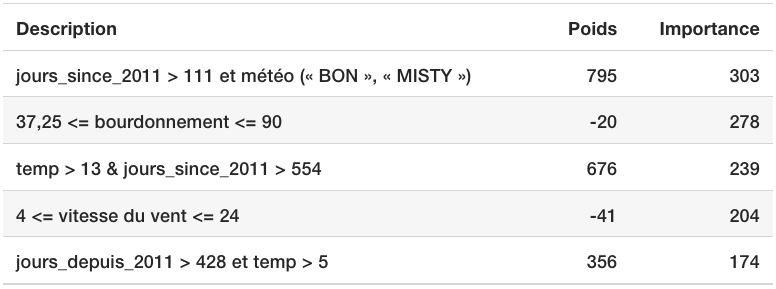 Description Poids Importance
jours_since_2011 > 111 et météo (« BON », « MISTY ») 795 303
37,25 <= bourdonnement <= 90 -20 278
temp > 13 & jours_since_2011 > 554 676 239
4 <= vitesse du vent <= 24 -41 204
jours_depuis_2011 > 428 et temp > 5 356 174